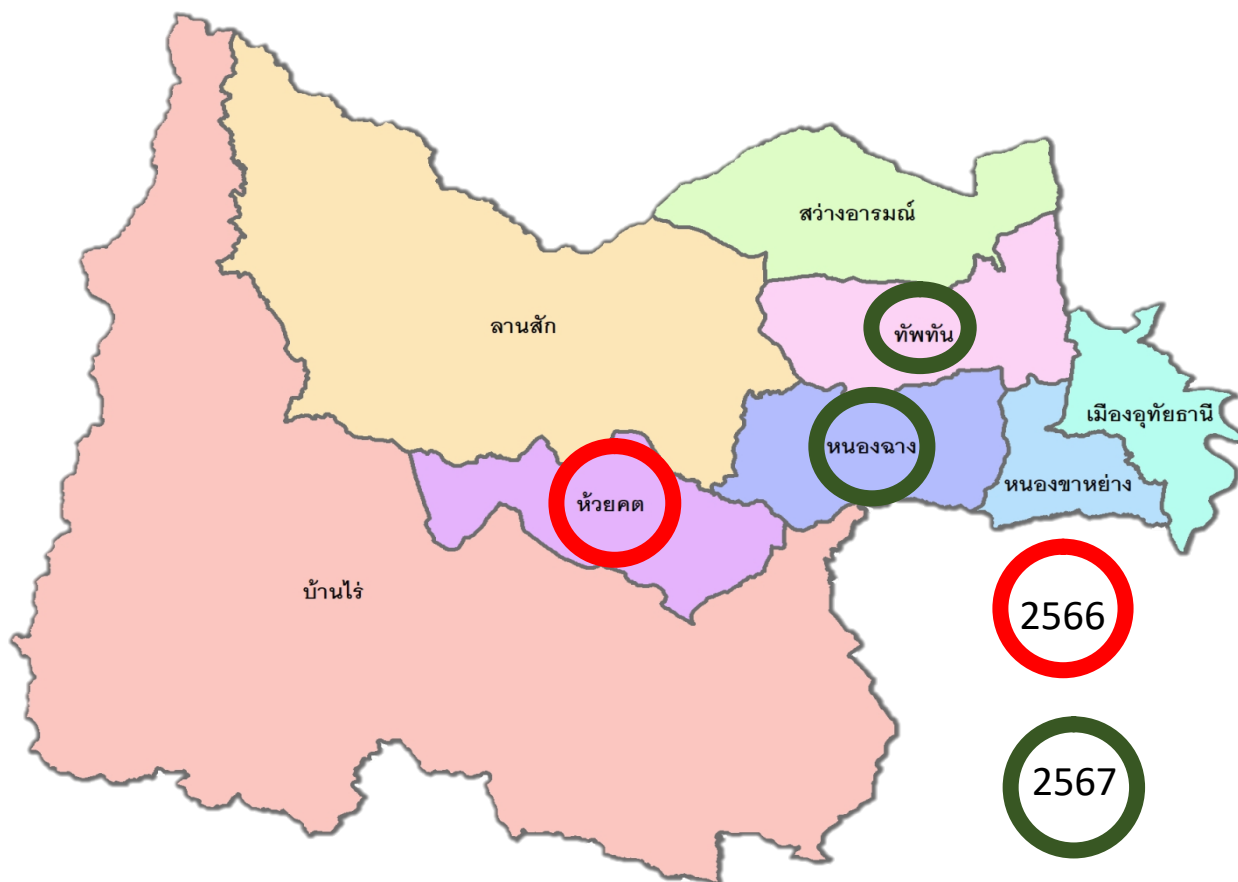 สว่างอารมณ์
ลานสัก
ทัพทัน
เมืองอุทัยธานี
หนองฉาง
หนองขาหย่าง
ห้วยคต
บ้านไร่
2566
2567